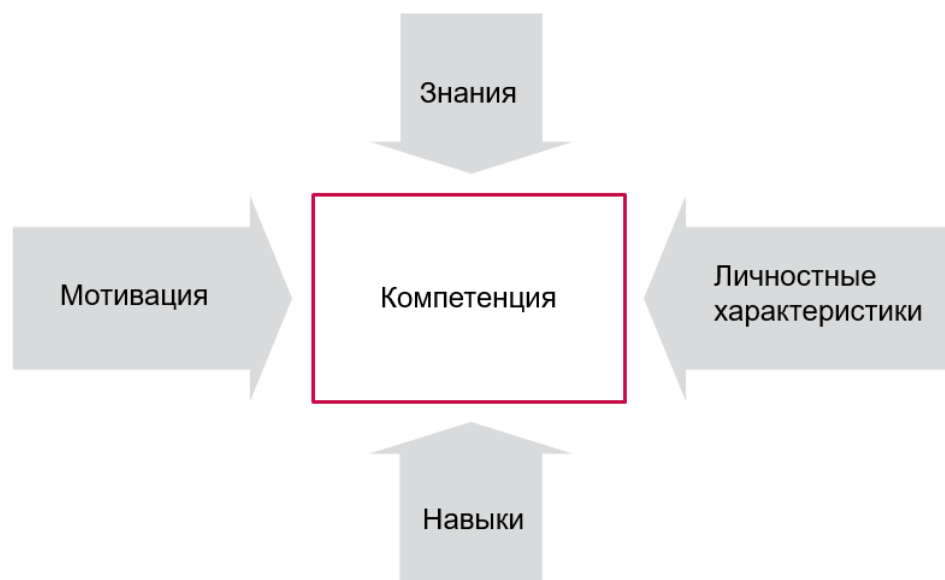 Знания
Мотивация
Компетенция
Личностные
характеристики
Навыки